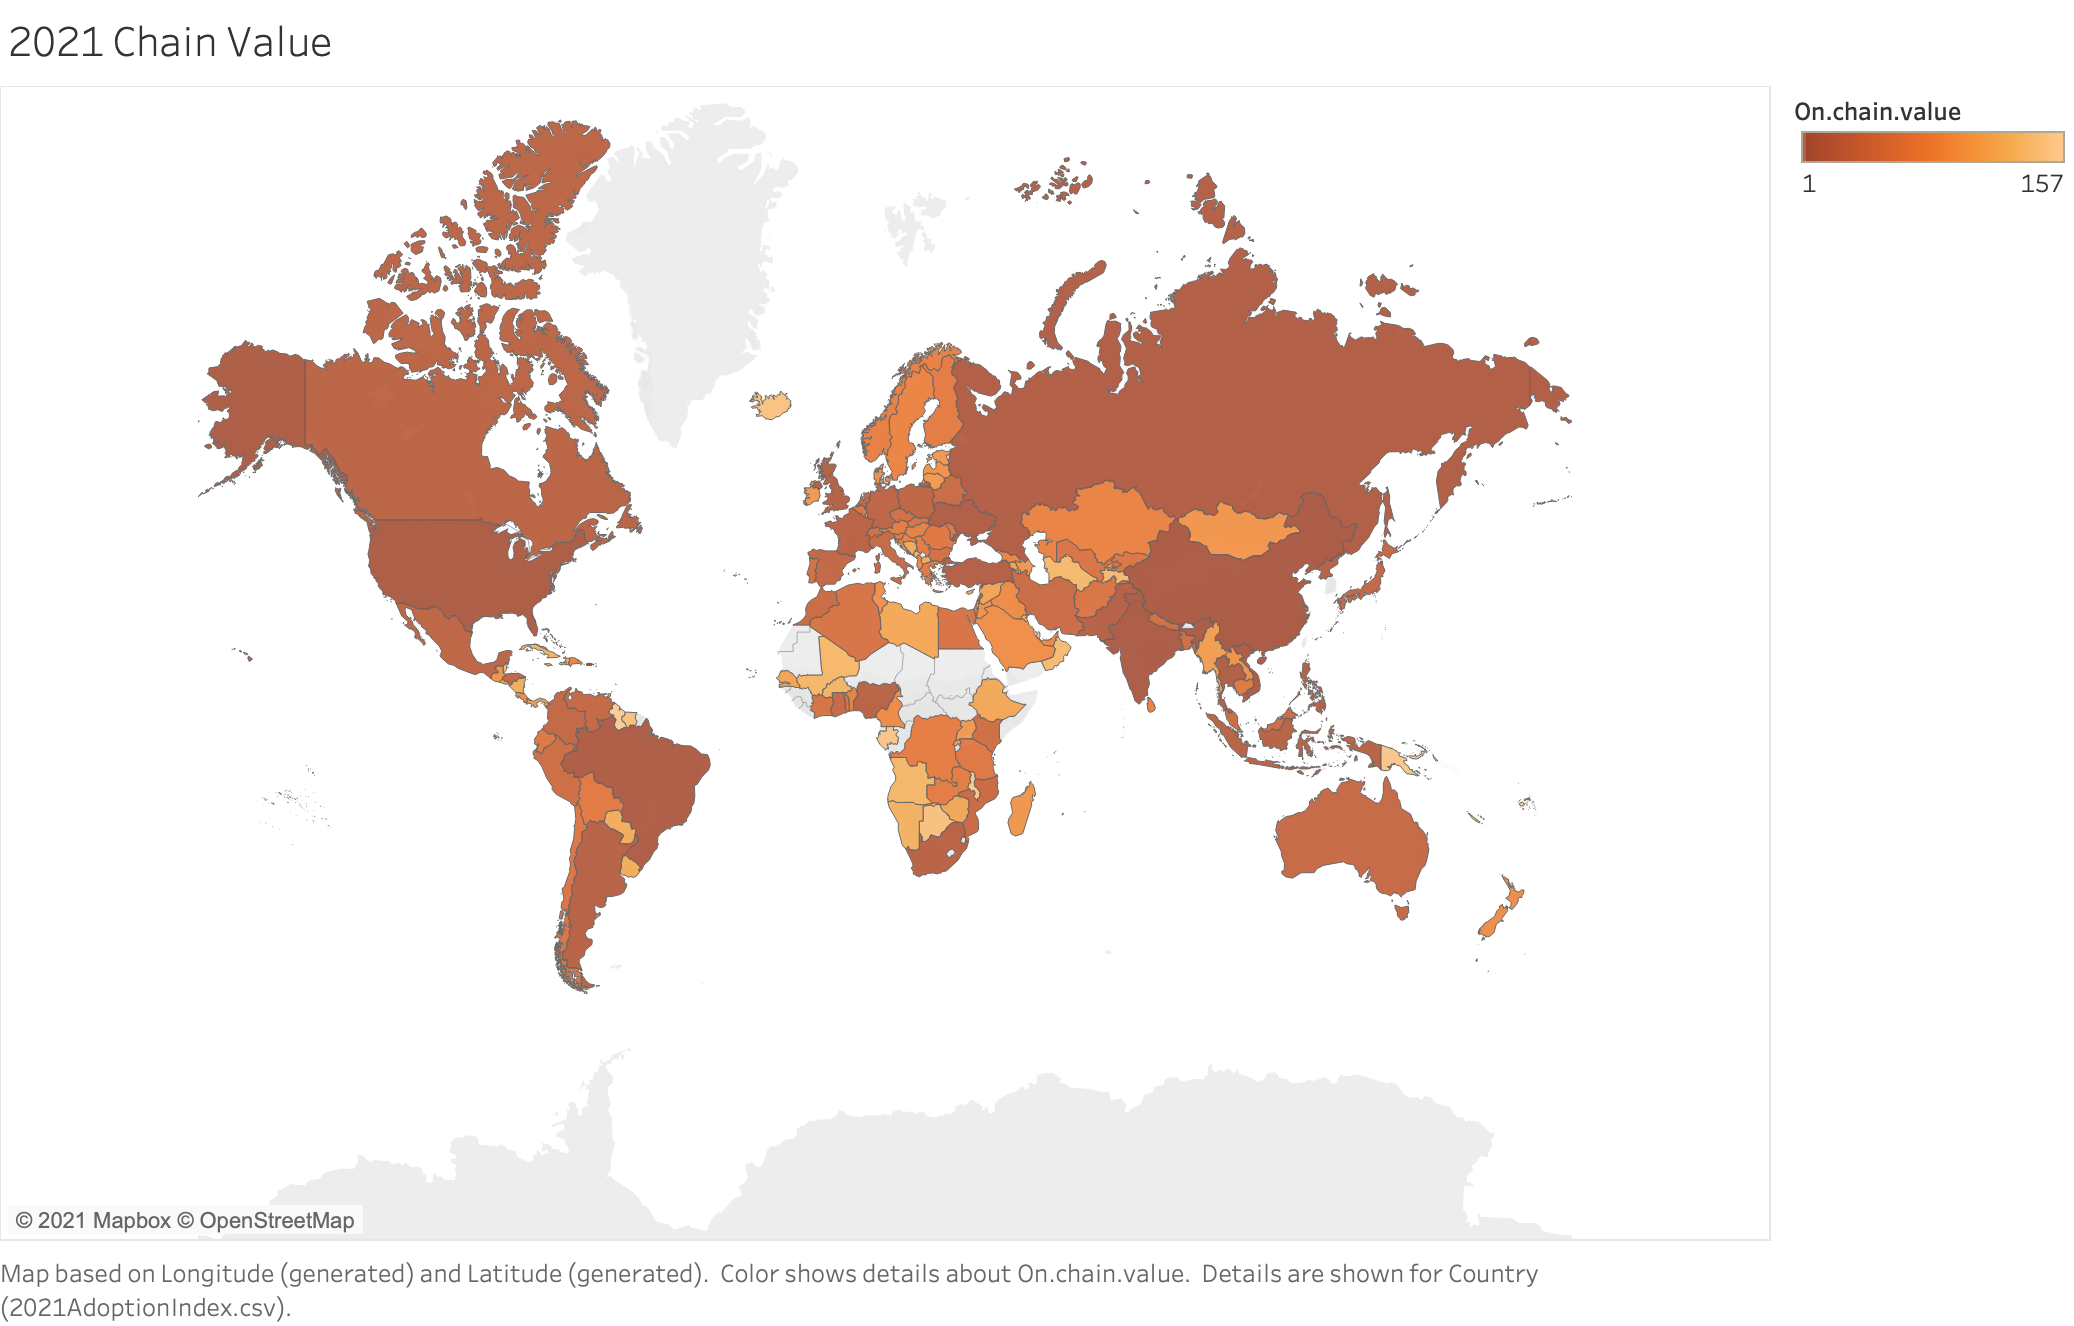 2021 Chain Value
On.chain.value
1 157
© 2021 Mapbox © OpenStreetMap
Map based on Longitude (generated) and Latitude (generated).  Color shows details about On.chain.value.  Details are shown for Country
(2021AdoptionIndex.csv).